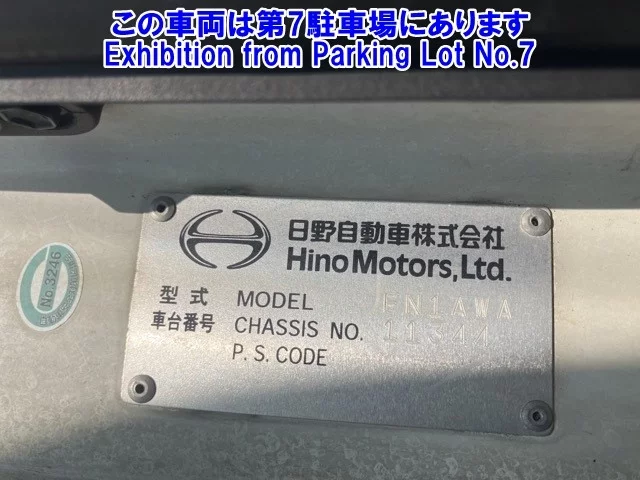 この車両は第7駐車場にあります
Exhibition from Parking Lot No.7
日野自動車株式会社
Hino Motors, Ltd.
型式 MODEL FN1AWA
車台番号 CHASSIS NO.
P.S.CODE
No.3246